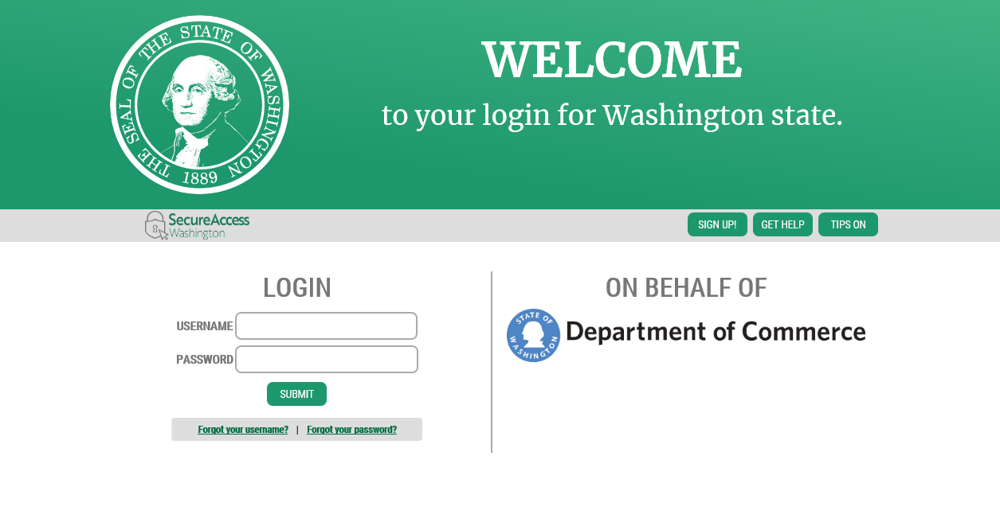 THE SEAL OF THE STATE OF WASHINGTON
1889
WELCOME
to your login for Washington state.
SecureAccess
Washington
SIGN UP!
GET HELP
TIPS ON
LOGIN
USERNAME
PASSWORD
SUBMIT
Forgot your username? | Forgot your password?
ON BEHALF OF
STATE OF
WASHINGTON
Department of Commerce